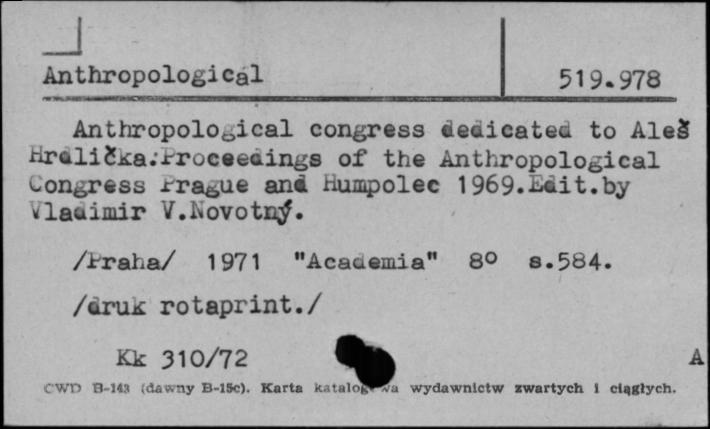 Anthropological 519.978
Anthropological congress dedicated to Aleš
Hrdlička.Proceedings of the Anthropological
Congress Prague and Humpolec 1969.Edit.by
Vladimir V.Novotný.
/Praha/ 1971 "Academia" 8° s.584.
/druk rotaprint./
Kk 310/72 A
CWD B-143 (dawny B-15c). Karta wydawnictw zwartych i ciągłych.